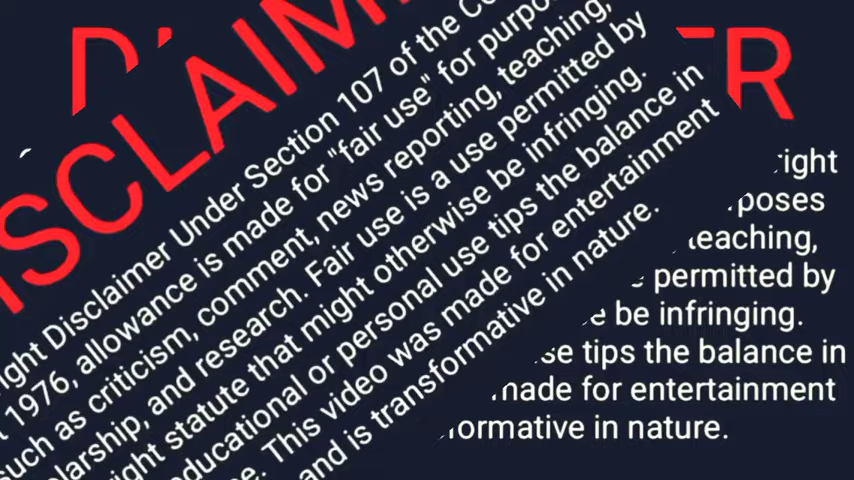 DISCLAIM
ight Disclaimer Under Section 107 of the Co
1976, allowance is made for "fair use" for purpo
such as criticism, comment, news reporting, teaching,
olarship, and research. Fair use is a use permitted by
ight statute that might otherwise be infringing.
educational or personal use tips the balance in
e. This video was made for entertainment
and is transformative in nature.
R
right
poses
teaching,
e permitted by
e be infringing.
se tips the balance in
made for entertainment
formative in nature.